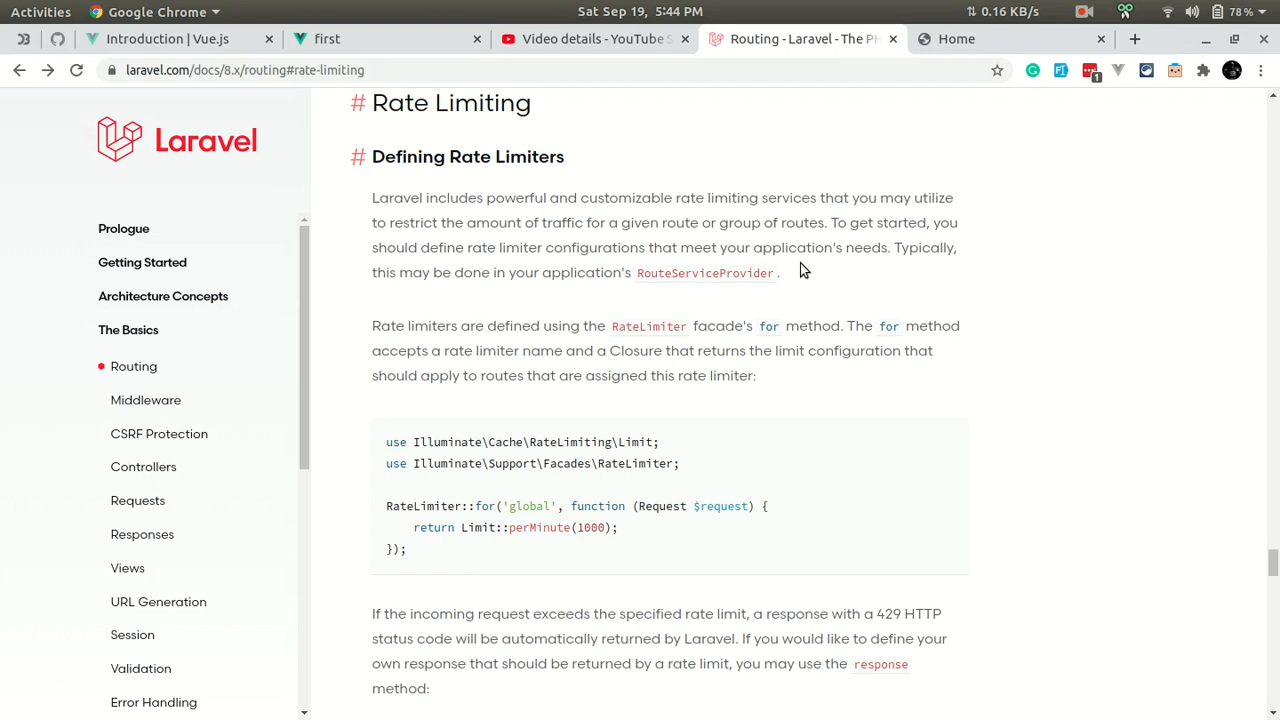 Activities
Google Chrome
Sat Sep 19, 5:44 PM
0.16 KB/s
78%
Introduction | Vue.js
first
Video details - YouTube S
Routing - Laravel - The PH
Home
laravel.com/docs/8.x/routing#rate-limiting
1
Laravel
Prologue
Getting Started
Architecture Concepts
The Basics
Routing
Middleware
CSRF Protection
Controllers
Requests
Responses
Views
URL Generation
Session
Validation
Error Handling
# Rate Limiting
# Defining Rate Limiters
Laravel includes powerful and customizable rate limiting services that you may utilize
to restrict the amount of traffic for a given route or group of routes. To get started, you
should define rate limiter configurations that meet your application's needs. Typically,
this may be done in your application's RouteServiceProvider.
Rate limiters are defined using the RateLimiter facade's for method. The for method
accepts a rate limiter name and a Closure that returns the limit configuration that
should apply to routes that are assigned this rate limiter:
use Illuminate\Cache\RateLimiting\Limit;
use Illuminate\Support\Facades\RateLimiter;
RateLimiter::for('global', function (Request $request) {
return Limit::perMinute(1000);
});
If the incoming request exceeds the specified rate limit, a response with a 429 HTTP
status code will be automatically returned by Laravel. If you would like to define your
own response that should be returned by a rate limit, you may use the response
method: